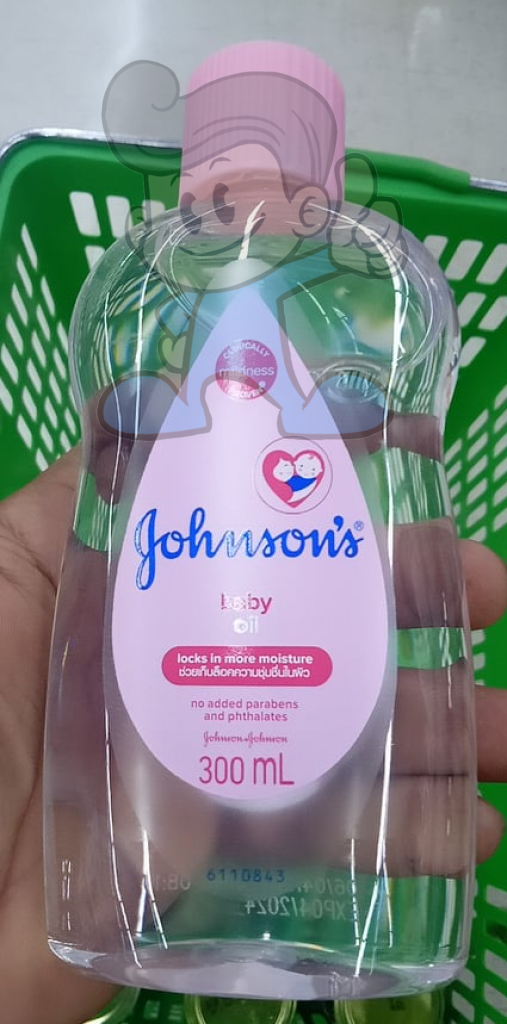 CLINICALLY
mildness
PROVEN
Johnson's®
baby
oil
locks in more moisture
ช่วยเก็บล็อคความชุ่มชื้นในผิว
no added parabens
and phthalates
Johnson & Johnson
300 mL
6110843
EXP04/2024